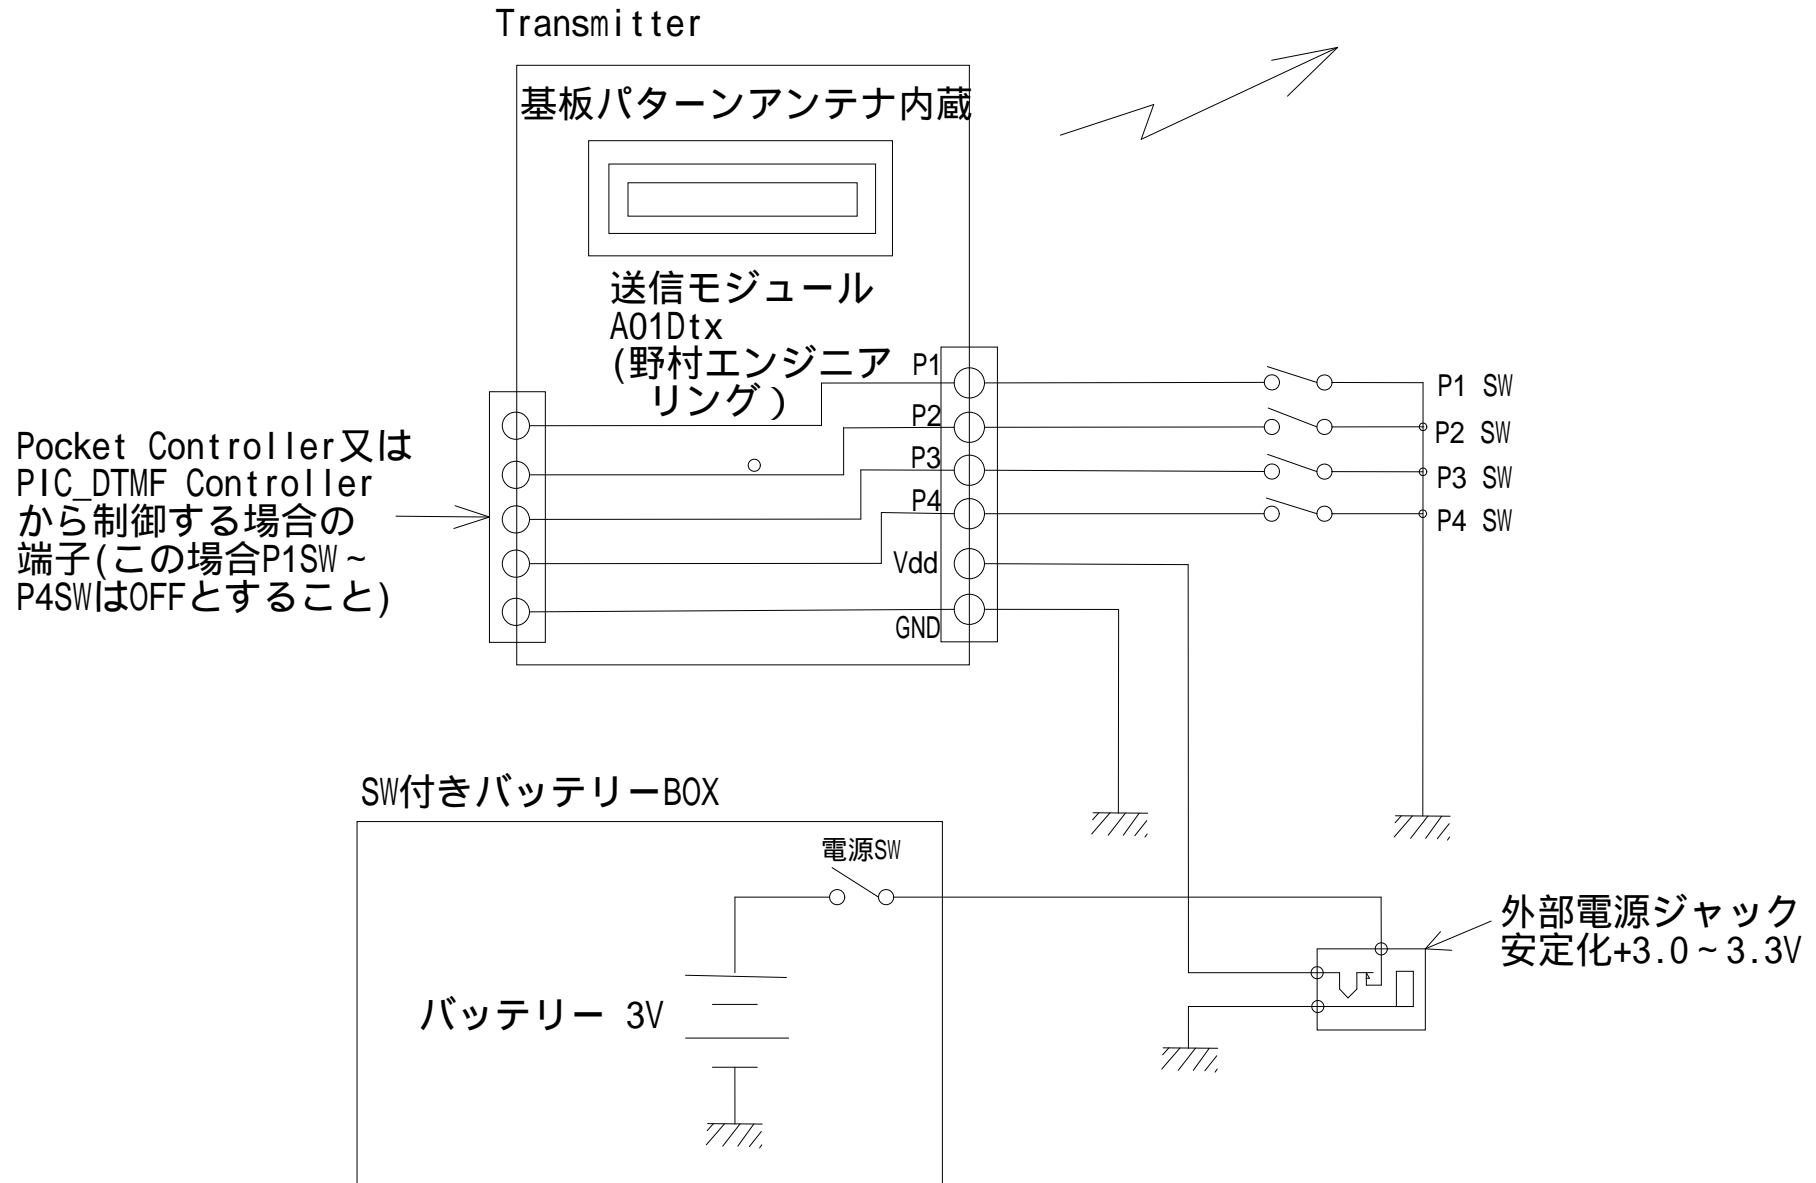 Transmitter
基板パターンアンテナ内蔵
送信モジュール
A01Dtx
(野村エンジニア
リング)
P1
P2
P3
P4
Vdd
GND
P1 SW
P2 SW
P3 SW
P4 SW
Pocket Controller又は
PIC_DTMF Controller
から制御する場合の
端子(この場合P1SW~
P4SWはOFFとすること)
SW付きバッテリーBOX
電源SW
バッテリー 3V
外部電源ジャック
安定化+3.0~3.3V